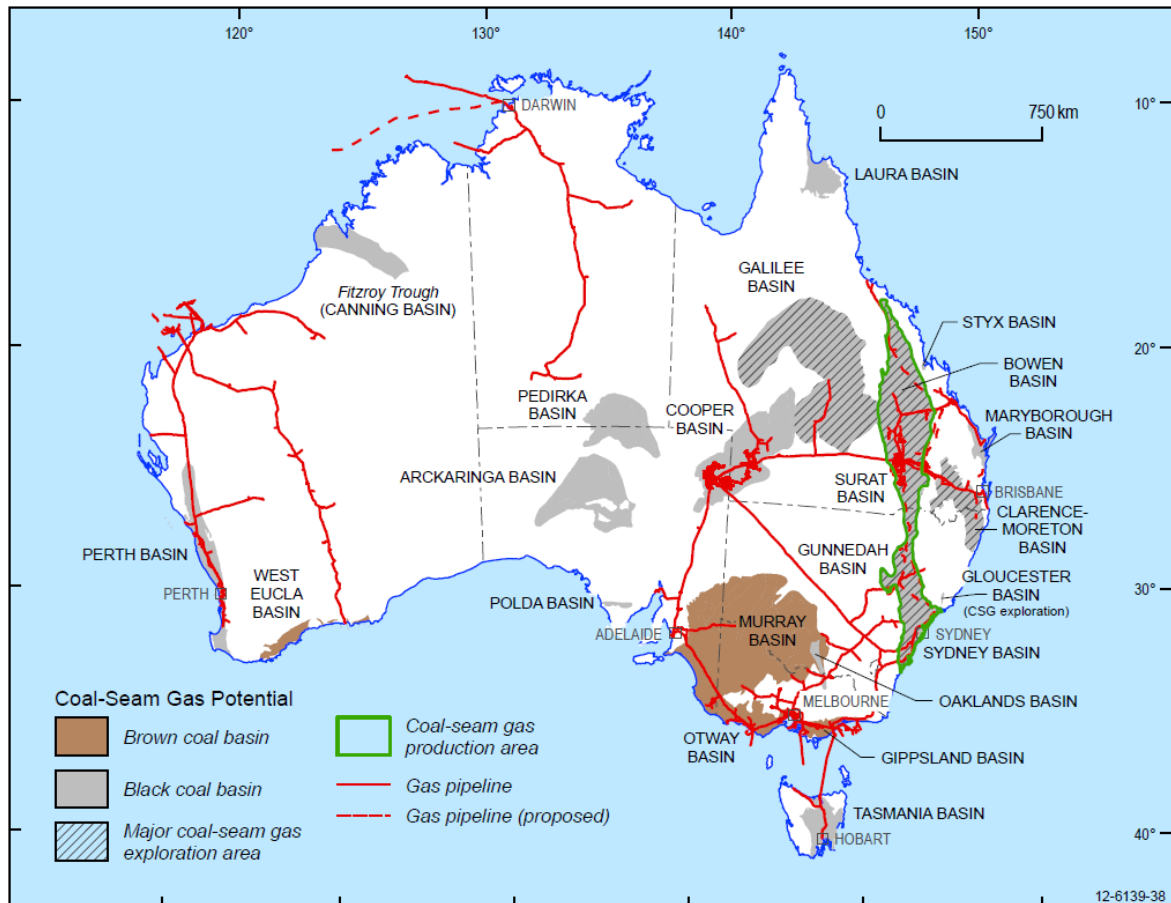 120°
130°
140°
150°
DARWIN
0
750 km
10°
LAURA BASIN
GALILEE
BASIN
Fitzroy Trough
(CANNING BASIN)
STYX BASIN
20°
BOWEN
BASIN
PEDIRKA
BASIN
COOPER
BASIN
MARYBOROUGH
BASIN
ARCKARINGA BASIN
SURAT
BASIN
BRISBANE
CLARENCE-
MORETON
BASIN
PERTH BASIN
GUNNEDAH
BASIN
WEST
EUCLA
BASIN
GLOUCESTER
BASIN
(CSG exploration)
PERTH
POLDA BASIN
30°
ADELAIDE
MURRAY
BASIN
SYDNEY
SYDNEY BASIN
OAKLANDS BASIN
MELBOURNE
OTWAY
BASIN
GIPPSLAND BASIN
TASMANIA BASIN
HOBART
40°
Coal-Seam Gas Potential
Brown coal basin
Black coal basin
Major coal-seam gas
exploration area
Coal-seam gas
production area
Gas pipeline
Gas pipeline (proposed)
12-6139-38